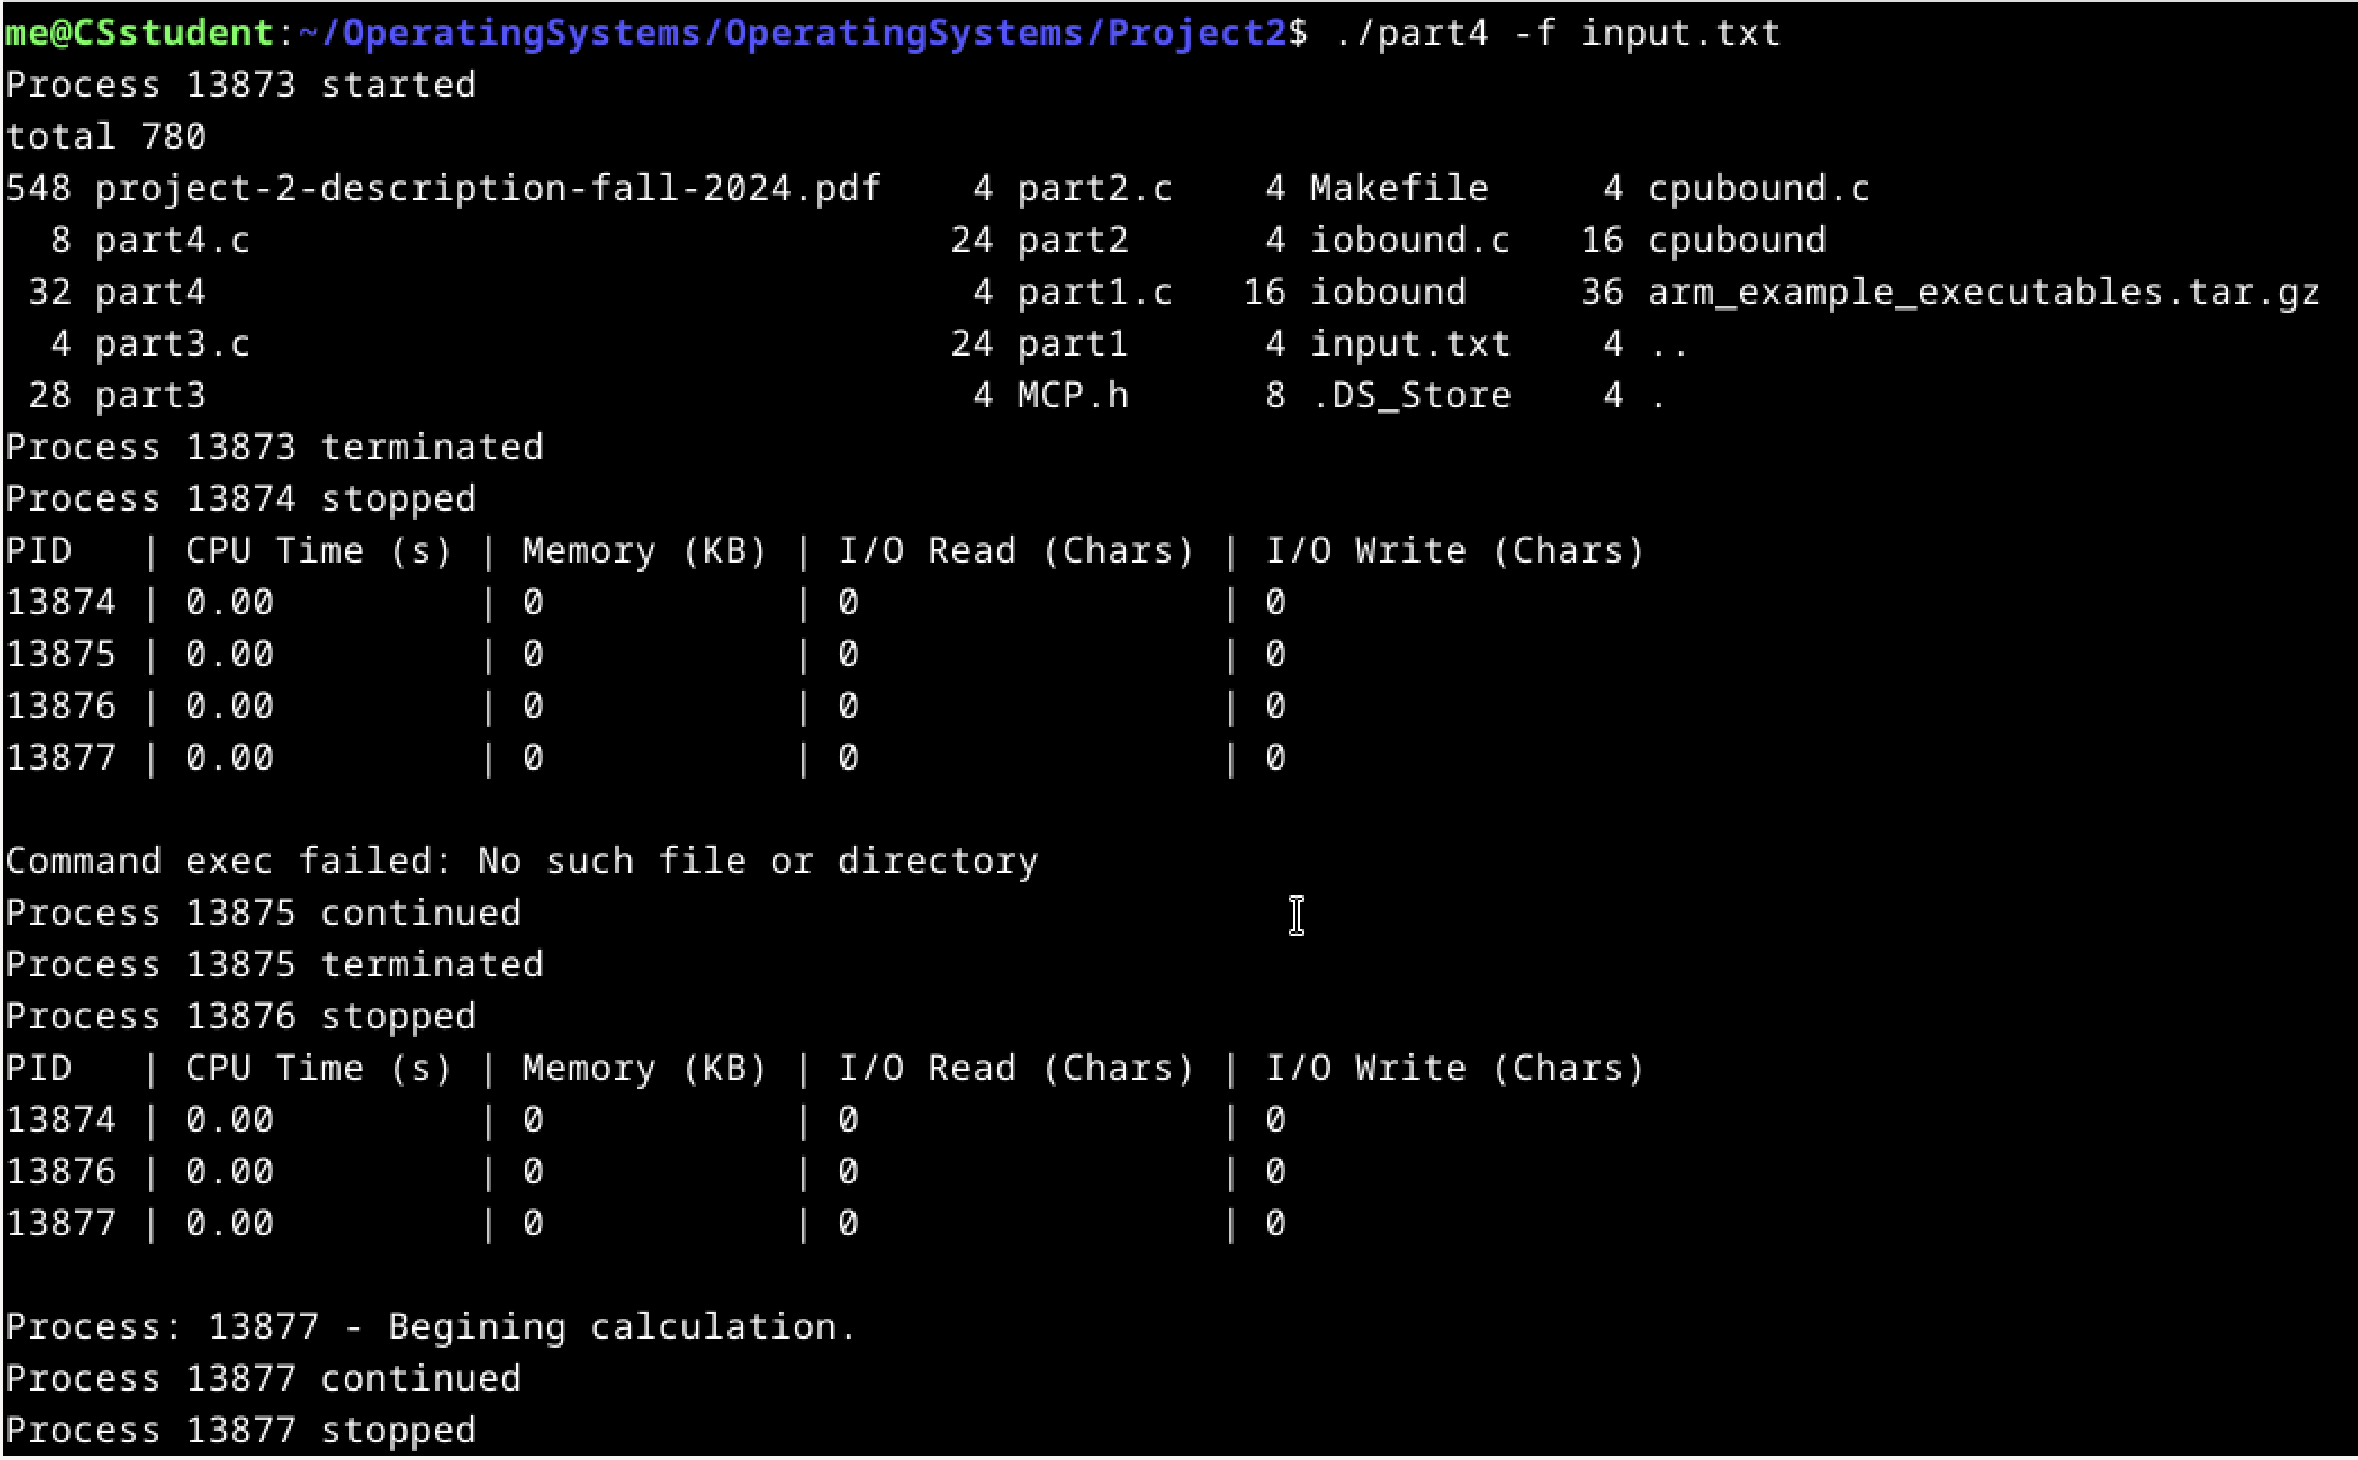 me@CSstudent:~/OperatingSystems/OperatingSystems/Project2$ ./part4 -f input.txt
Process 13873 started
total 780
548 project-2-description-fall-2024.pdf    4 part2.c    4 Makefile     4 cpubound.c
  8 part4.c                               24 part2      4 iobound.c   16 cpubound
 32 part4                                  4 part1.c   16 iobound     36 arm_example_executables.tar.gz
  4 part3.c                               24 part1      4 input.txt    4 ..
 28 part3                                  4 MCP.h      8 .DS_Store    4 .
Process 13873 terminated
Process 13874 stopped
PID   | CPU Time (s) | Memory (KB) | I/O Read (Chars) | I/O Write (Chars)
13874 | 0.00         | 0           | 0                | 0
13875 | 0.00         | 0           | 0                | 0
13876 | 0.00         | 0           | 0                | 0
13877 | 0.00         | 0           | 0                | 0

Command exec failed: No such file or directory
Process 13875 continued
Process 13875 terminated
Process 13876 stopped
PID   | CPU Time (s) | Memory (KB) | I/O Read (Chars) | I/O Write (Chars)
13874 | 0.00         | 0           | 0                | 0
13876 | 0.00         | 0           | 0                | 0
13877 | 0.00         | 0           | 0                | 0

Process: 13877 - Begining calculation.
Process 13877 continued
Process 13877 stopped